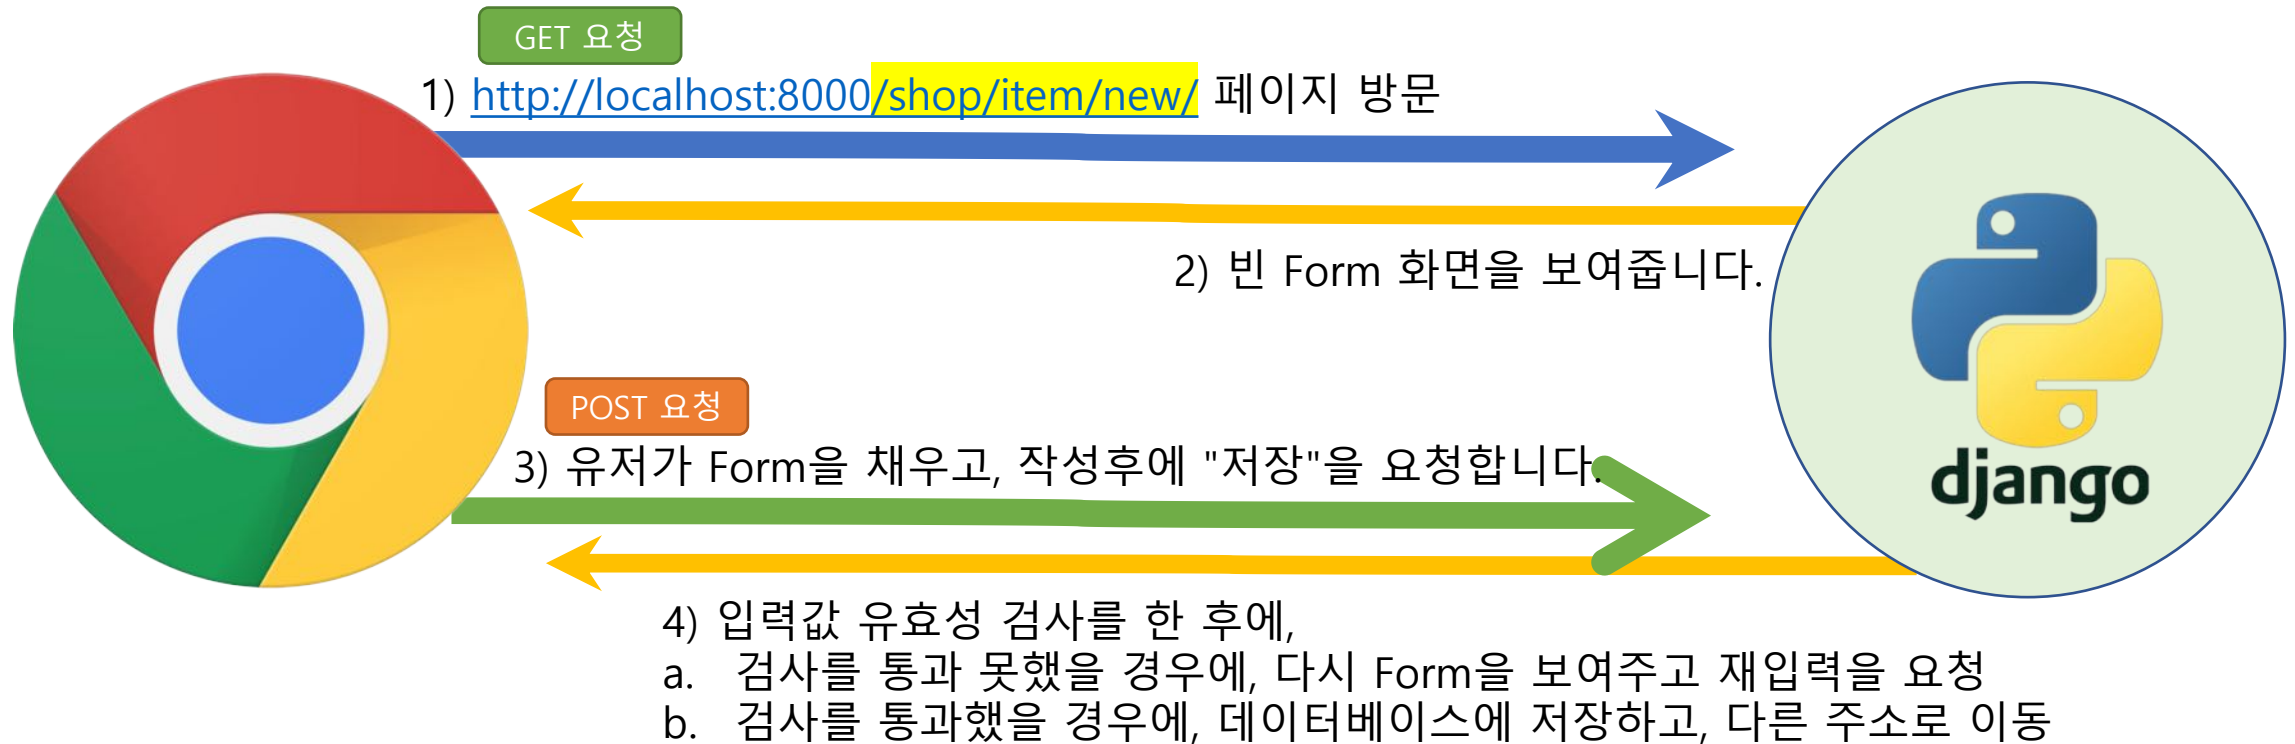 GET 요청
1) http://localhost:8000/shop/item/new/ 페이지 방문
2) 빈 Form 화면을 보여줍니다.
POST 요청
3) 유저가 Form을 채우고, 작성후에 "저장"을 요청합니다.
django
4) 입력값 유효성 검사를 한 후에,
a. 검사를 통과 못했을 경우에, 다시 Form을 보여주고 재입력을 요청
b. 검사를 통과했을 경우에, 데이터베이스에 저장하고, 다른 주소로 이동